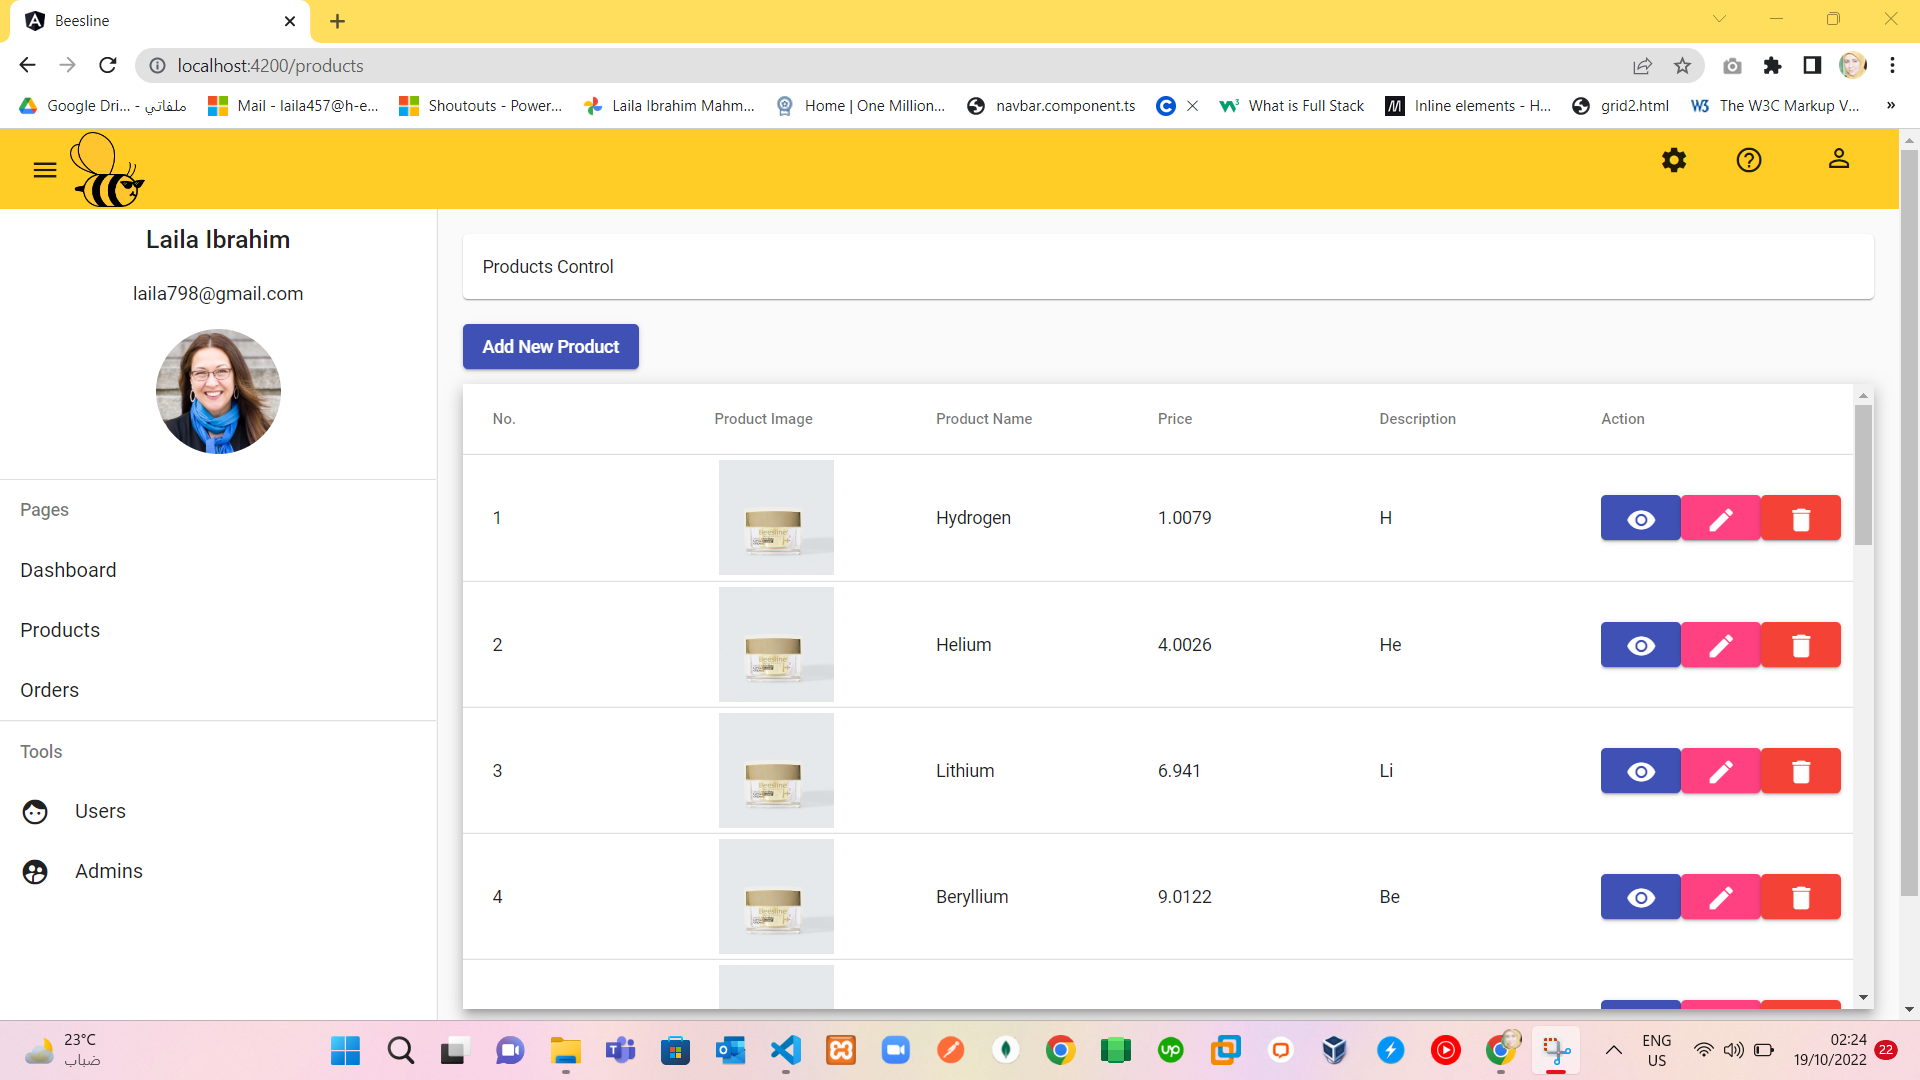 Beesline
localhost:4200/products
Google Dri... - ملفاتي
Mail - laila457@h-e...
Shoutouts - Power...
Laila Ibrahim Mahm...
Home | One Million...
navbar.component.ts
What is Full Stack
Inline elements - H...
grid2.html
The W3C Markup V...
»
Laila Ibrahim
laila798@gmail.com
Pages
Dashboard
Products
Orders
Tools
Users
Admins
Products Control
Add New Product
No. Product Image Product Name Price Description Action
1 Hydrogen 1.0079 H
2 Helium 4.0026 He
3 Lithium 6.941 Li
4 Beryllium 9.0122 Be
23°C
ضباب
ENG
US
02:24
19/10/2022
22